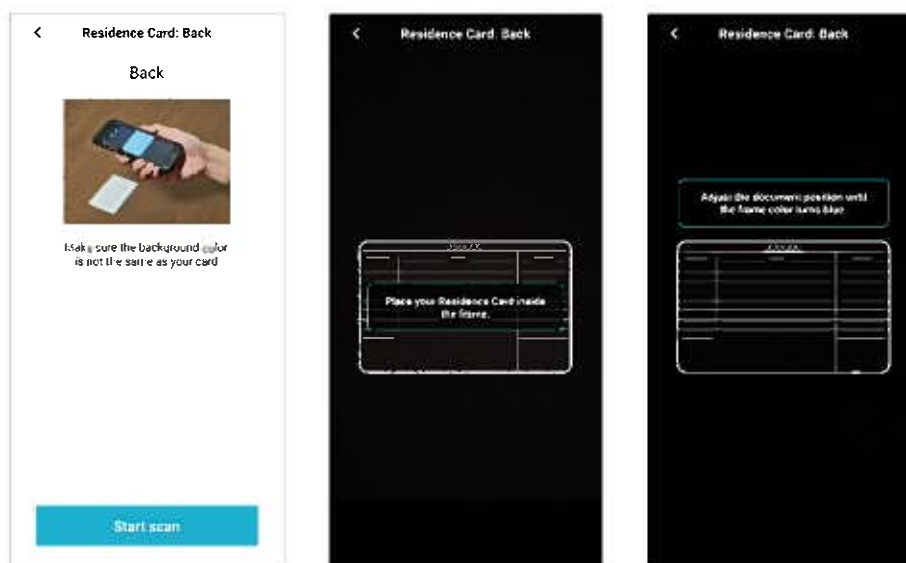 Residence Card: Back
Back
Make sure the background color
is not the same as your card
Start scan
Residence Card: Back
Place your Residence Card inside
the frame.
Residence Card: Back
Adjust the document position until
the frame color turns blue